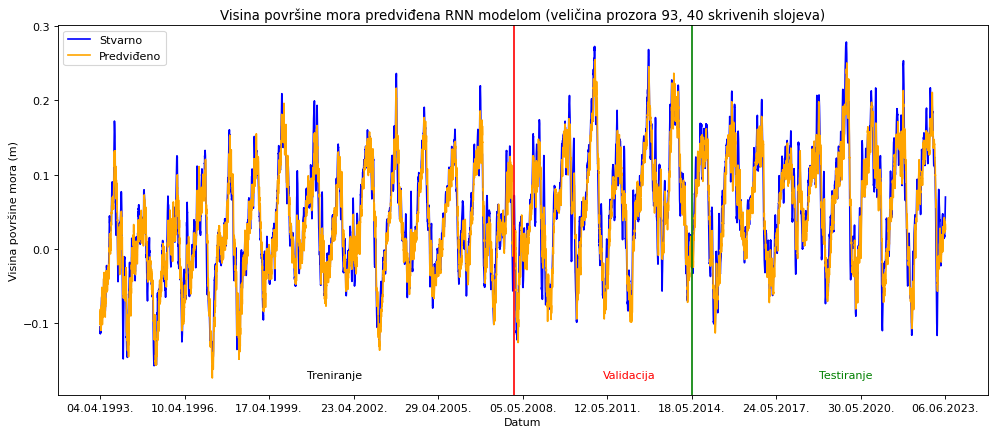 Visina površine mora predviđena RNN modelom (veličina prozora 93, 40 skrivenih slojeva)
Stvarno
Predviđeno
Visina površine mora (m)
0.3
0.2
0.1
0.0
−0.1
Treniranje
Validacija
Testiranje
04.04.1993.
10.04.1996.
17.04.1999.
23.04.2002.
29.04.2005.
05.05.2008.
12.05.2011.
18.05.2014.
24.05.2017.
30.05.2020.
06.06.2023.
Datum